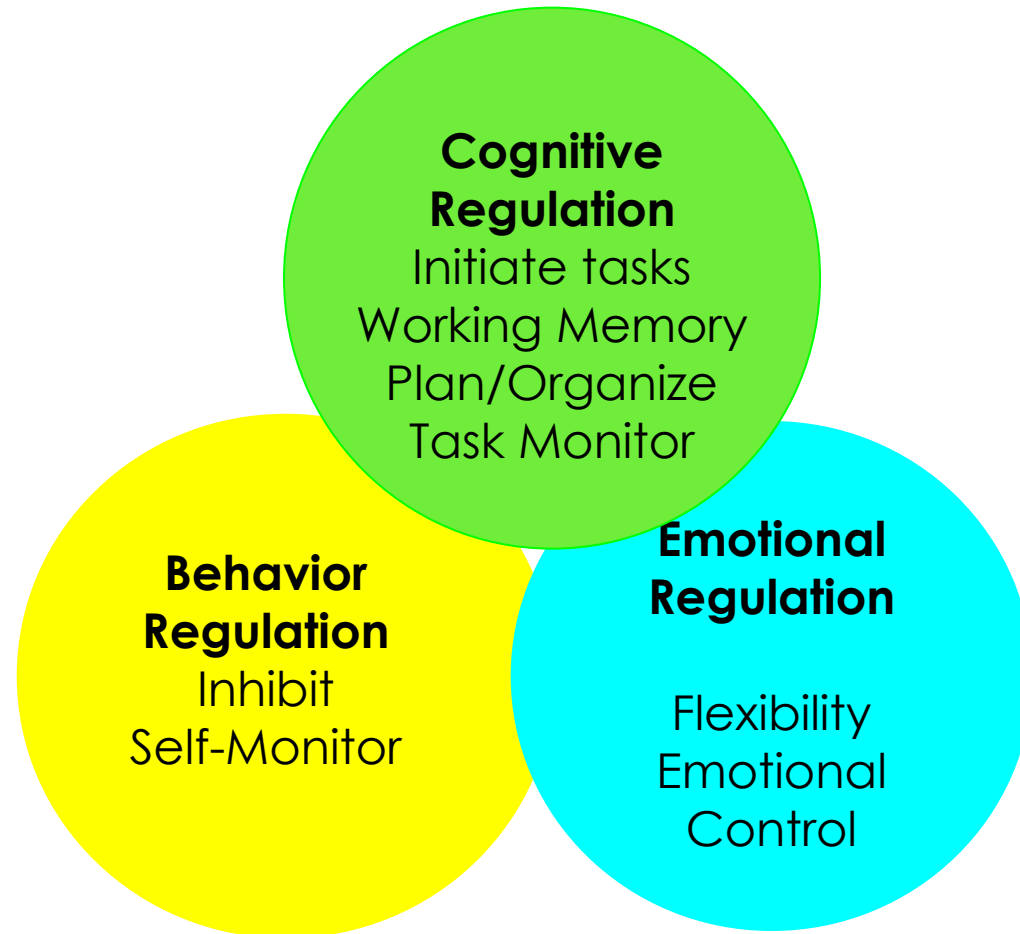 Cognitive
Regulation
Initiate tasks
Working Memory
Plan/Organize
Task Monitor
Behavior
Regulation
Inhibit
Self-Monitor
Emotional
Regulation
Flexibility
Emotional
Control